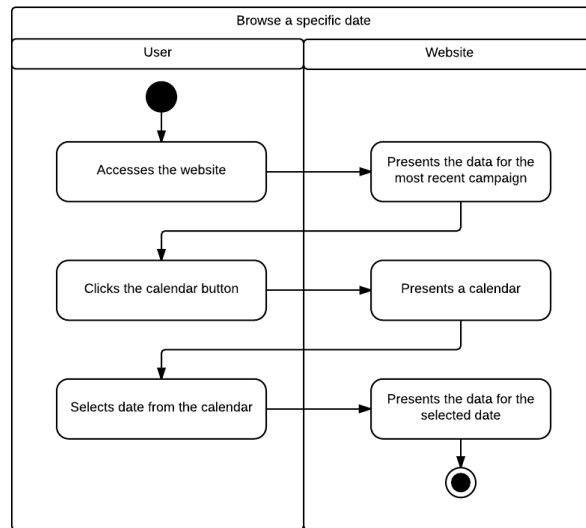 Browse a specific date
User
Website
Accesses the website
Presents the data for the
most recent campaign
Clicks the calendar button
Presents a calendar
Selects date from the calendar
Presents the data for the
selected date